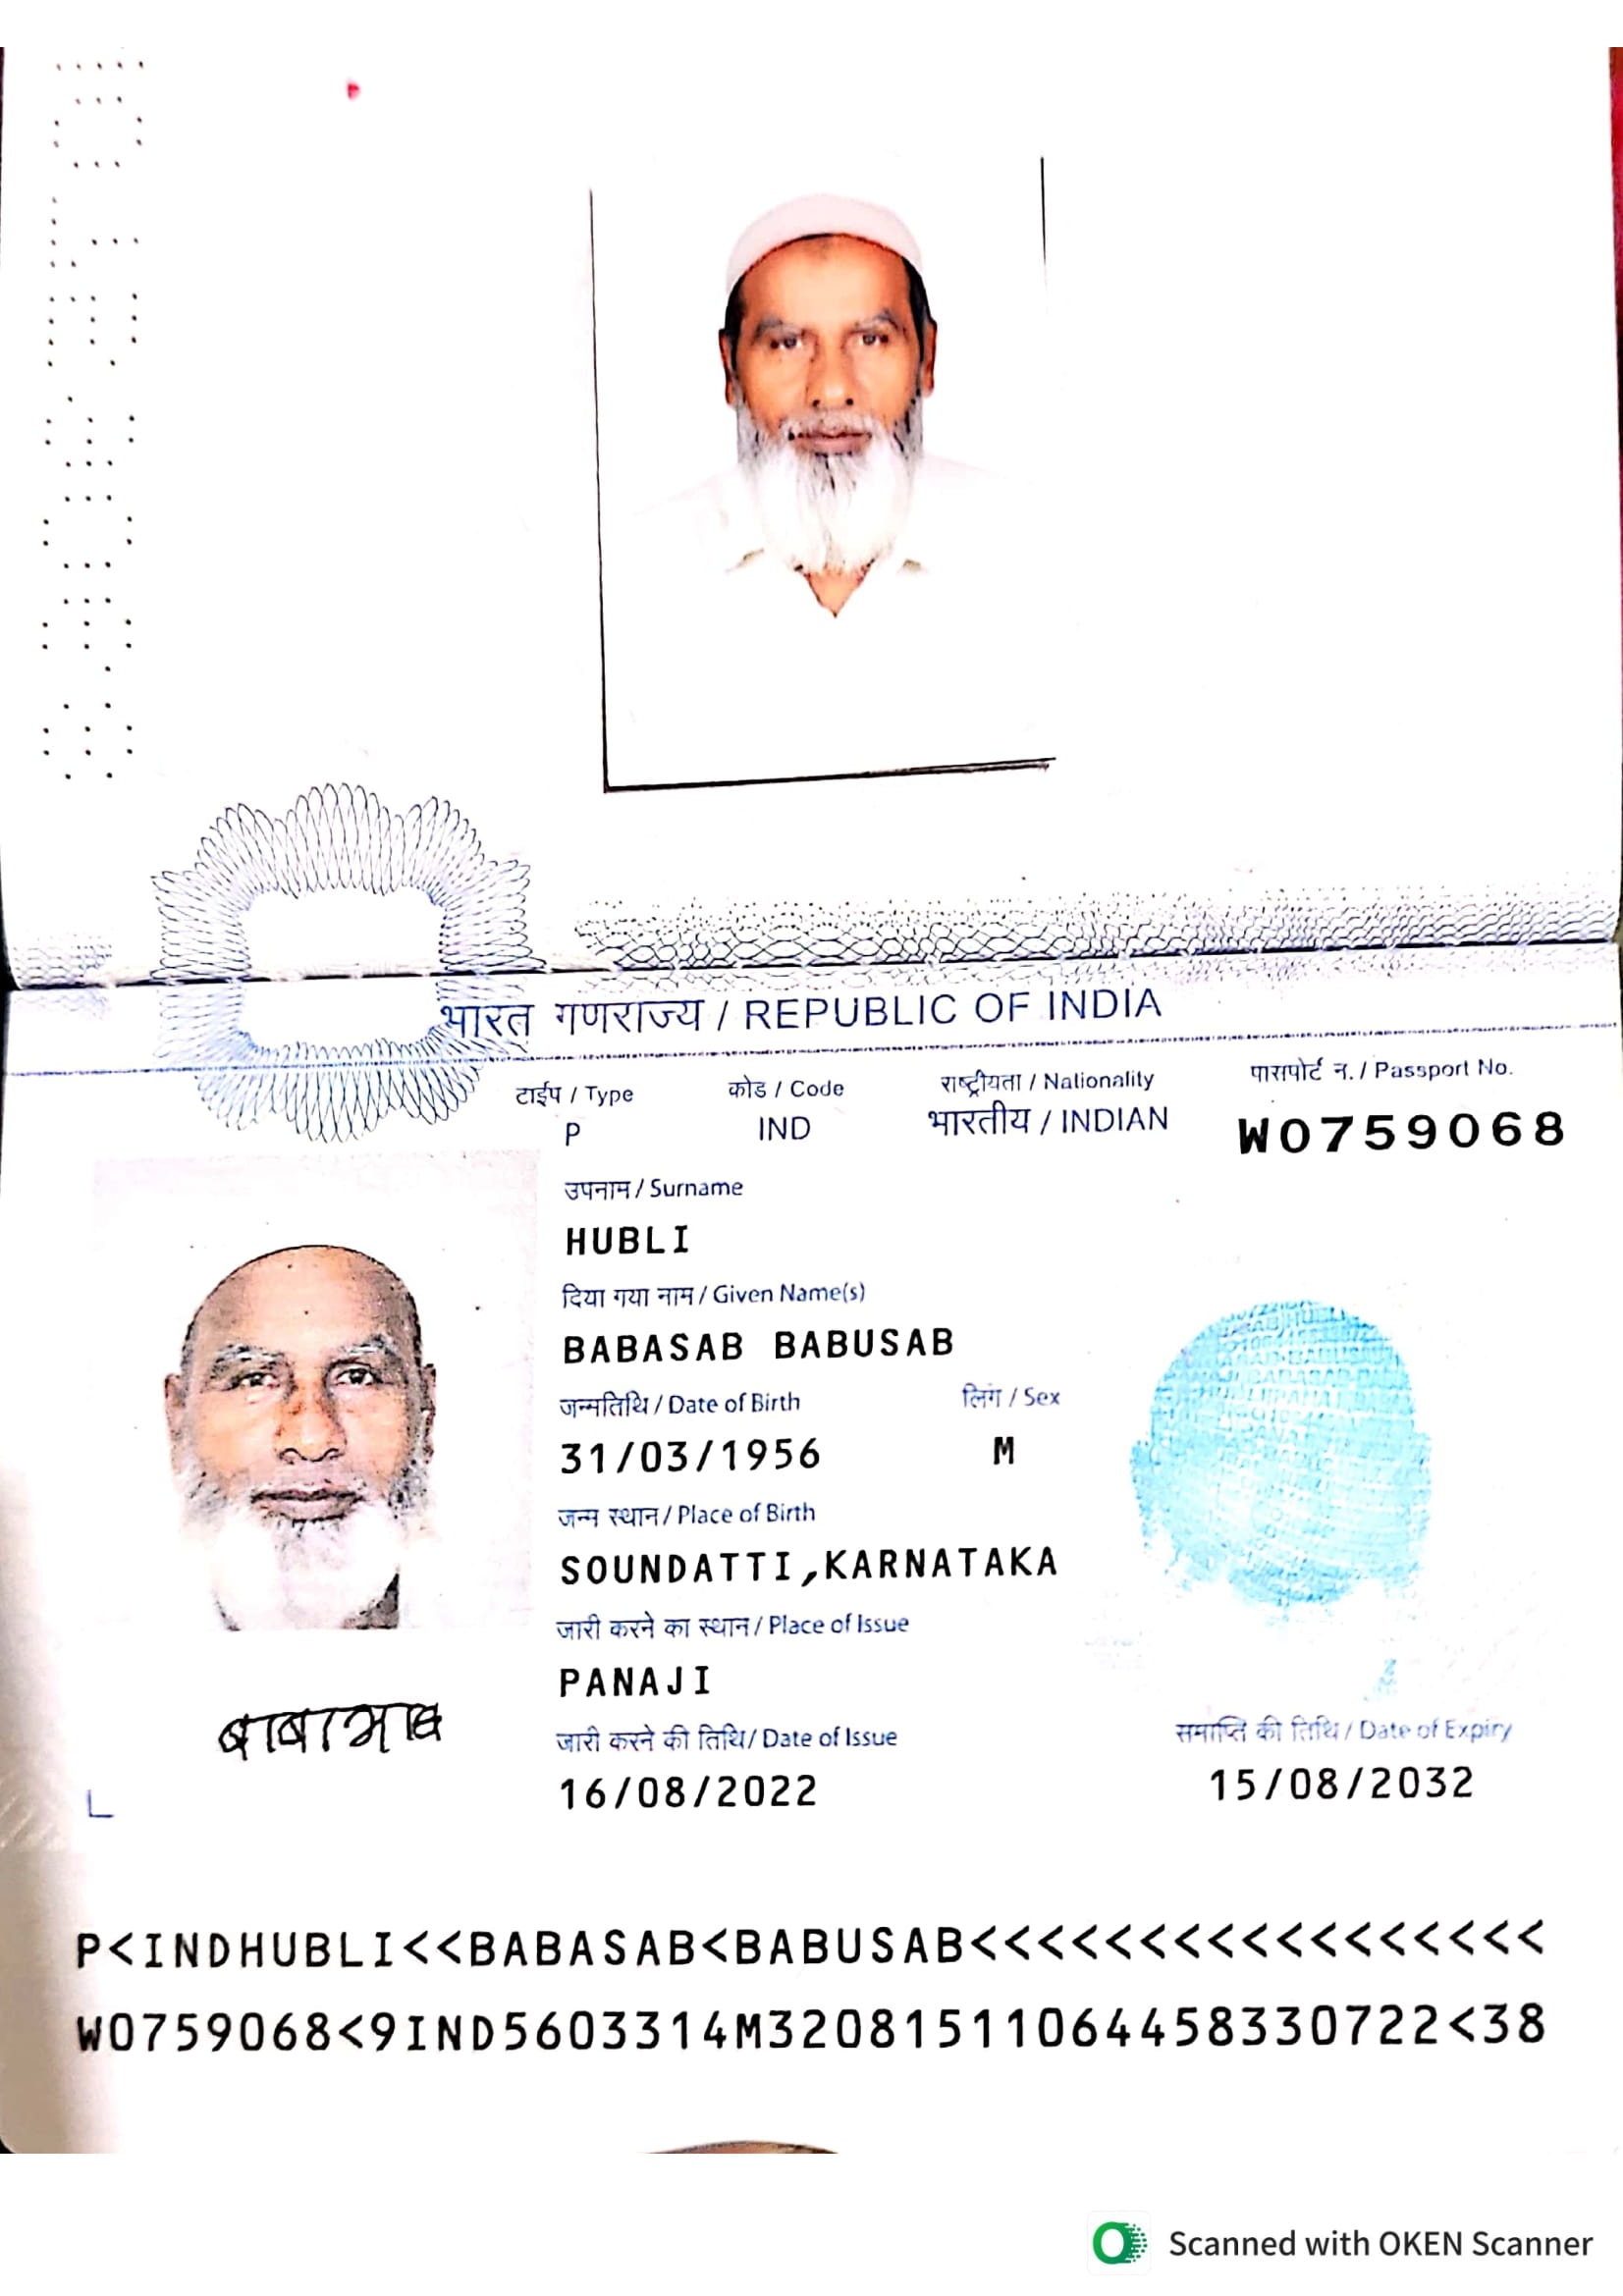 भारत गणराज्य / REPUBLIC OF INDIA
टाईप / Type
कोड / Code
राष्ट्रीयता / Nationality
पासपोर्ट न. / Passport No.
P
IND
भारतीय / INDIAN
W0759068
उपनाम / Surname
HUBLI
दिया गया नाम / Given Name(s)
BABASAB BABUSAB
जन्मतिथि / Date of Birth
लिंग / Sex
31/03/1956
M
जन्म स्थान / Place of Birth
SOUNDATTI,KARNATAKA
जारी करने का स्थान / Place of Issue
PANAJI
जारी करने की तिथि / Date of Issue
समाप्ति की तिथि / Date of Expiry
16/08/2022
15/08/2032
P<INDHUBLI<<BABASAB<BABUSAB<<<<<<<<<<<<<<<<<
W0759068<9IND5603314M3208151106445833072​2<38
Scanned with OKEN Scanner